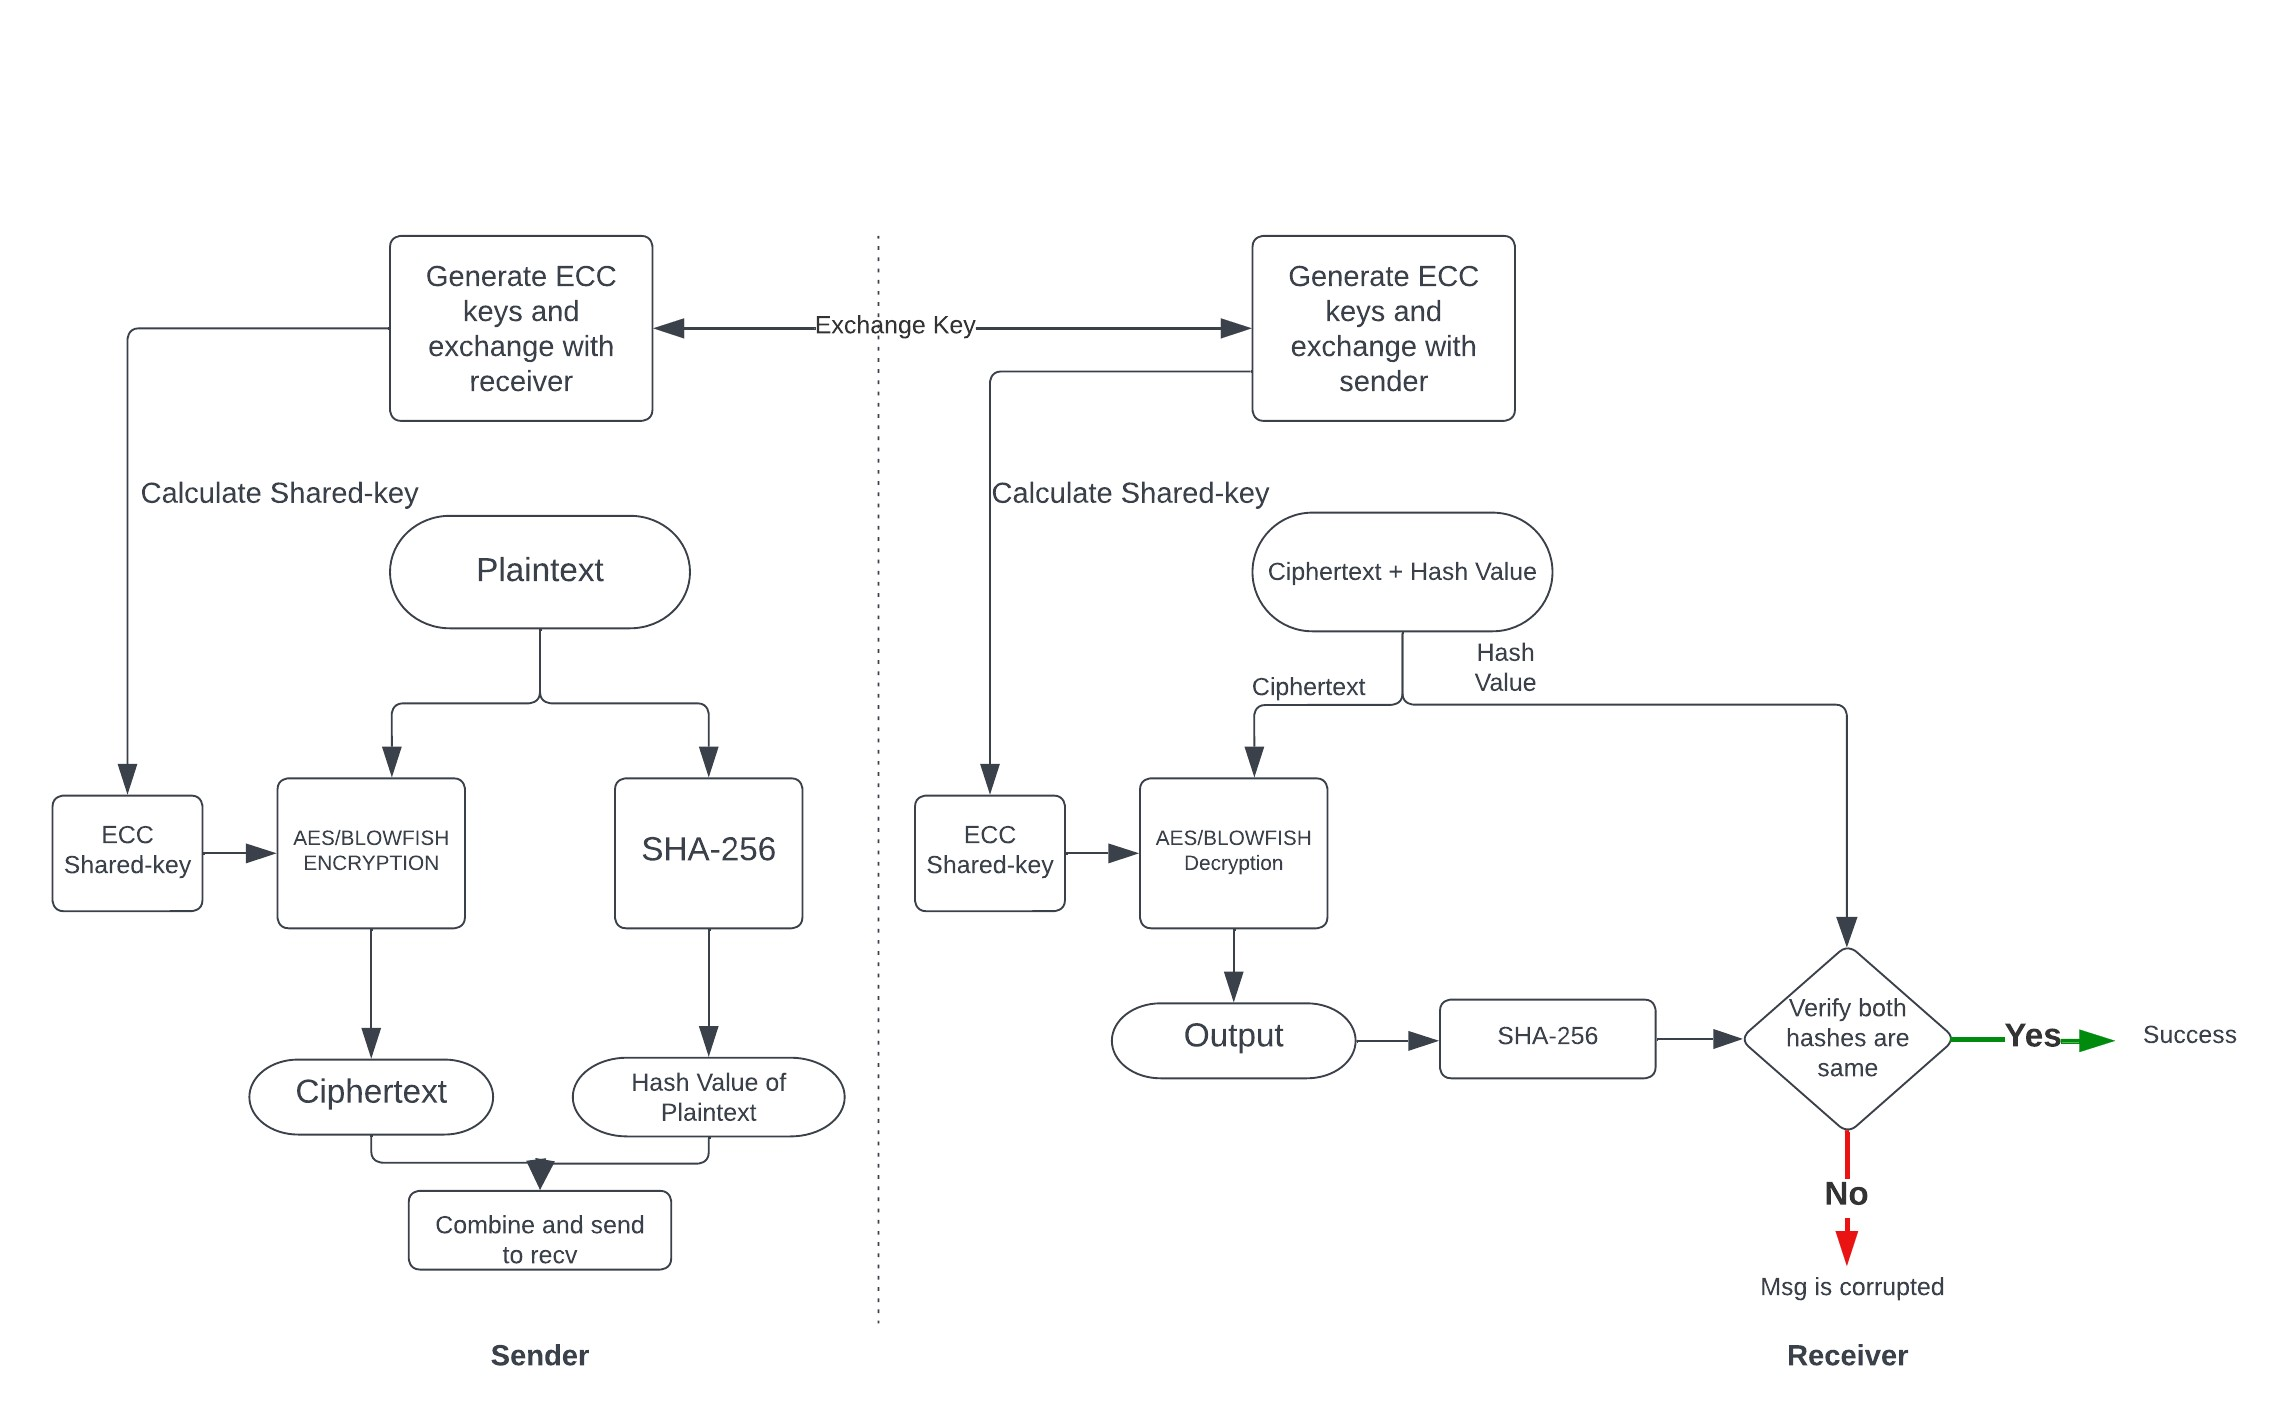 Generate ECC
keys and
exchange with
receiver
Exchange Key
Generate ECC
keys and
exchange with
sender
Calculate Shared-key
Plaintext
ECC
Shared-key
AES/BLOWFISH
ENCRYPTION
SHA-256
Ciphertext
Hash Value of
Plaintext
Combine and send
to recv
Sender
Calculate Shared-key
Ciphertext + Hash Value
Ciphertext
Hash
Value
ECC
Shared-key
AES/BLOWFISH
Decryption
Output
SHA-256
Verify both
hashes are
same
Yes
Success
No
Msg is corrupted
Receiver